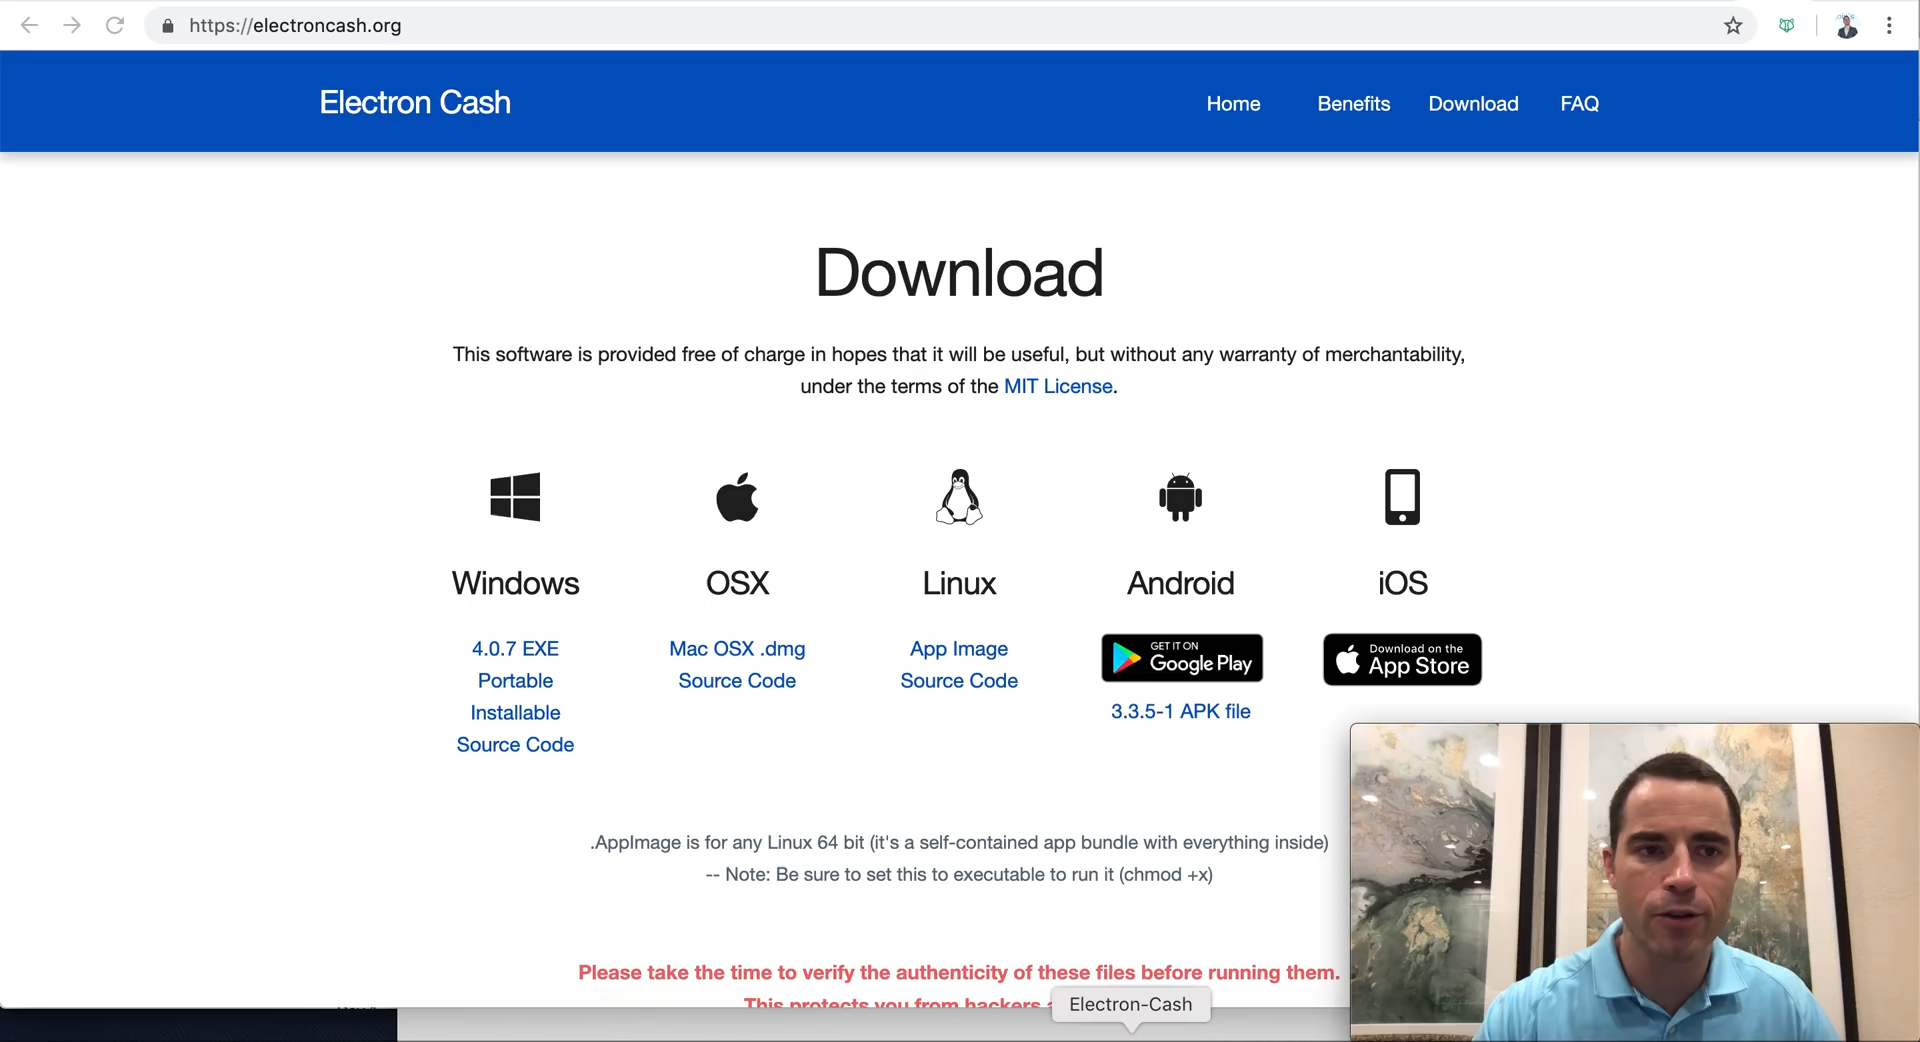 https://electroncash.org
Electron Cash
Home Benefits Download FAQ
Download
This software is provided free of charge in hopes that it will be useful, but without any warranty of merchantability,
under the terms of the MIT License.
Windows
4.0.7 EXE
Portable
Installable
Source Code
OSX
Mac OSX .dmg
Source Code
Linux
App Image
Source Code
Android
GET IT ON
Google Play
3.3.5-1 APK file
iOS
Download on the
App Store
.AppImage is for any Linux 64 bit (it's a self-contained app bundle with everything inside)
-- Note: Be sure to set this to executable to run it (chmod +x)
Please take the time to verify the authenticity of these files before running them.
This protects you from hackers
Electron-Cash